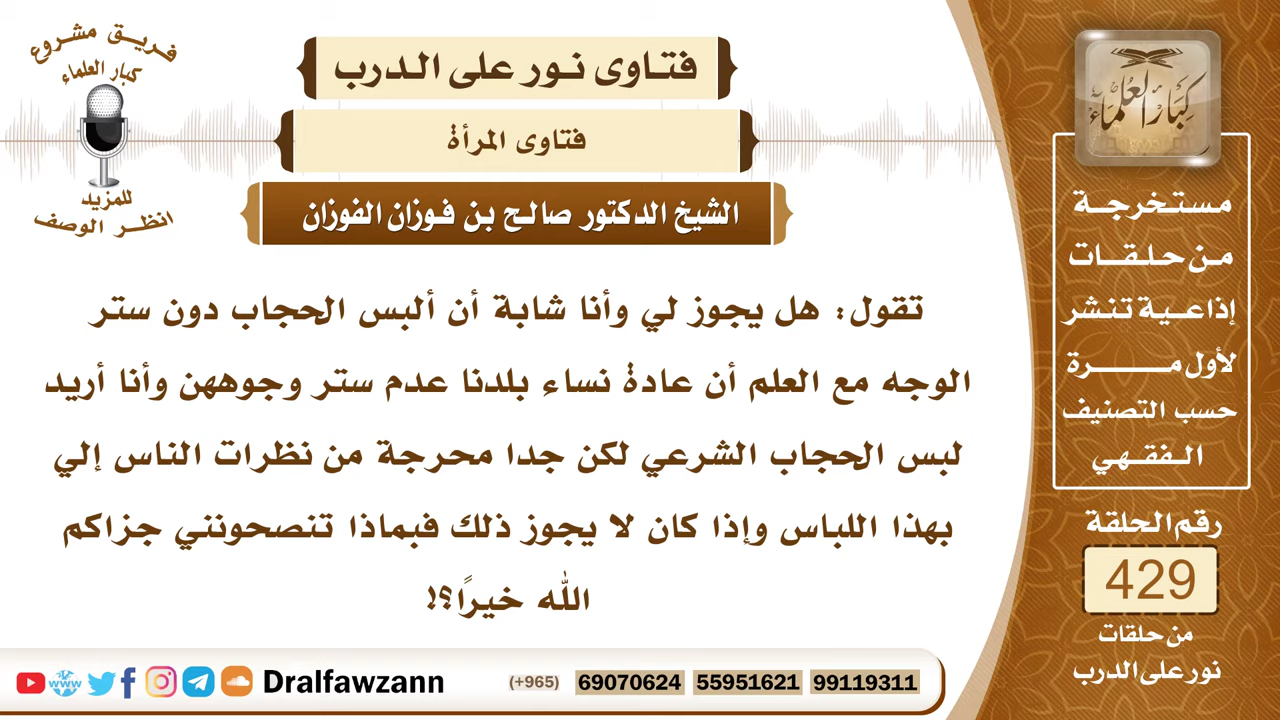 فريق مشروع
كبار العلماء
للمزيد
انظر الوصف
فتاوى نور على الدرب
فتاوى المرأة
الشيخ الدكتور صالح بن فوزان الفوزان
تقول: هل يجوز لي وأنا شابة أن ألبس الحجاب دون ستر
الوجه مع العلم أن عادة نساء بلدنا عدم ستر وجوههن وأنا أريد
لبس الحجاب الشرعي لكن جدا محرجة من نظرات الناس إلي
بهذا اللباس وإذا كان لا يجوز ذلك فبماذا تنصحونني جزاكم
الله خيرًا؟!
كبار العلماء
مستخرجة
من حلقات
إذاعية تنشر
لأول مرة
حسب التصنيف
الفقهي
رقم الحلقة
429
من حلقات
نور على الدرب
www
Dralfawzann
(+965) 69070624 55951621 99119311